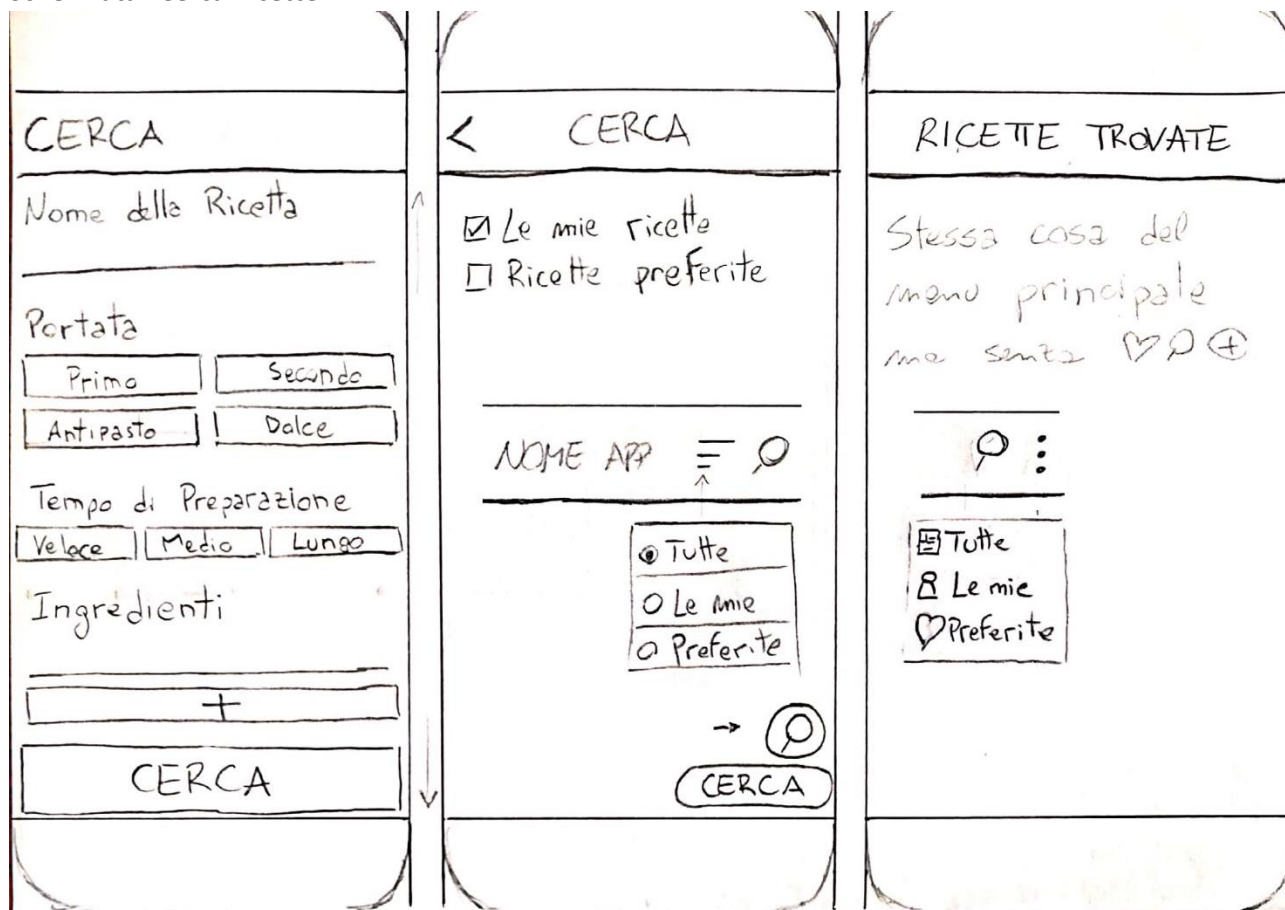 CERCA
Nome della Ricetta
Portata
Primo
Secondo
Antipasto
Dolce
Tempo di Preparazione
Veloce
Medio
Lungo
Ingredienti
+
CERCA
< CERCA
☑ Le mie ricette
☐ Ricette preferite
NOME APP
Tutte
Le mie
Preferite
CERCA
RICETTE TROVATE
Stessa cosa del
menu principale
ma senza
Tutte
Le mie
Preferite